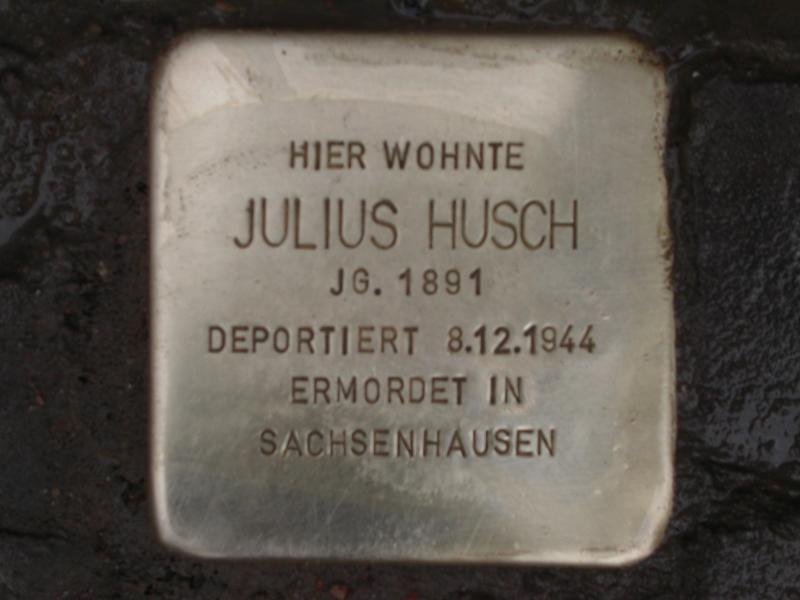 HIER WOHNTE
JULIUS HUSCH
JG. 1891
DEPORTIERT 8.12.1944
ERMORDET IN
SACHSENHAUSEN